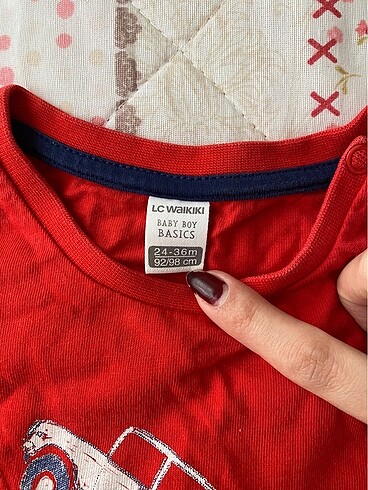 LC WAIKIKI
BABY BOY
BASICS
24-36m
92/98 cm